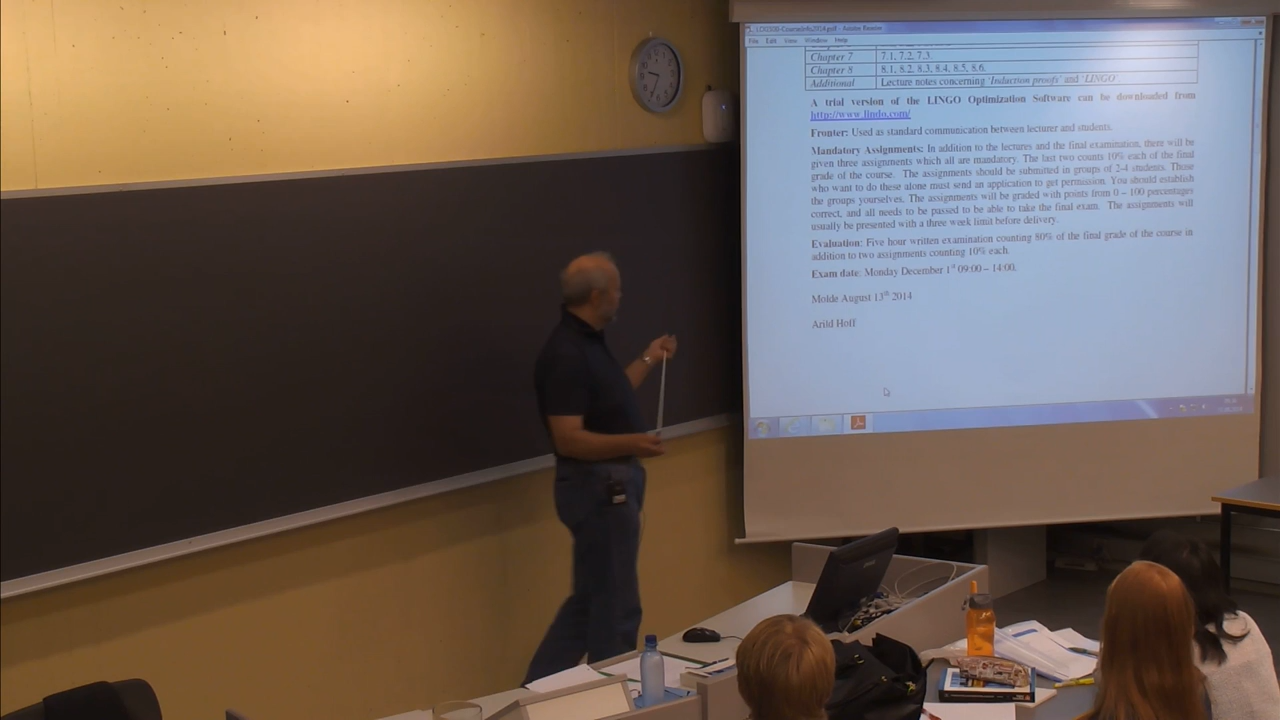 LOG300-CourseInfo2014.pdf - Adobe Reader
File Edit View Window Help
Chapter 7 7.1, 7.2, 7.3
Chapter 8 8.1, 8.2, 8.3, 8.4, 8.5, 8.6.
Additional Lecture notes concerning 'Induction proofs' and 'LINGO'.
A trial version of the LINGO Optimization Software can be downloaded from
http://www.lindo.com/
Fronter: Used as standard communication between lecturer and students.
Mandatory Assignments: In addition to the lectures and the final examination, there will be
given three assignments which all are mandatory. The last two counts 10% each of the final
grade of the course. The assignments should be submitted in groups of 2-4 students. Those
who want to do these alone must send an application to get permission. You should establish
the groups yourselves. The assignments will be graded with points from 0 – 100 percentages
correct, and all needs to be passed to be able to take the final exam. The assignments will
usually be presented with a three week limit before delivery.
Evaluation: Five hour written examination counting 80% of the final grade of the course in
addition to two assignments counting 10% each.
Exam date: Monday December 1st 09:00 – 14:00.
Molde August 13th 2014
Arild Hoff